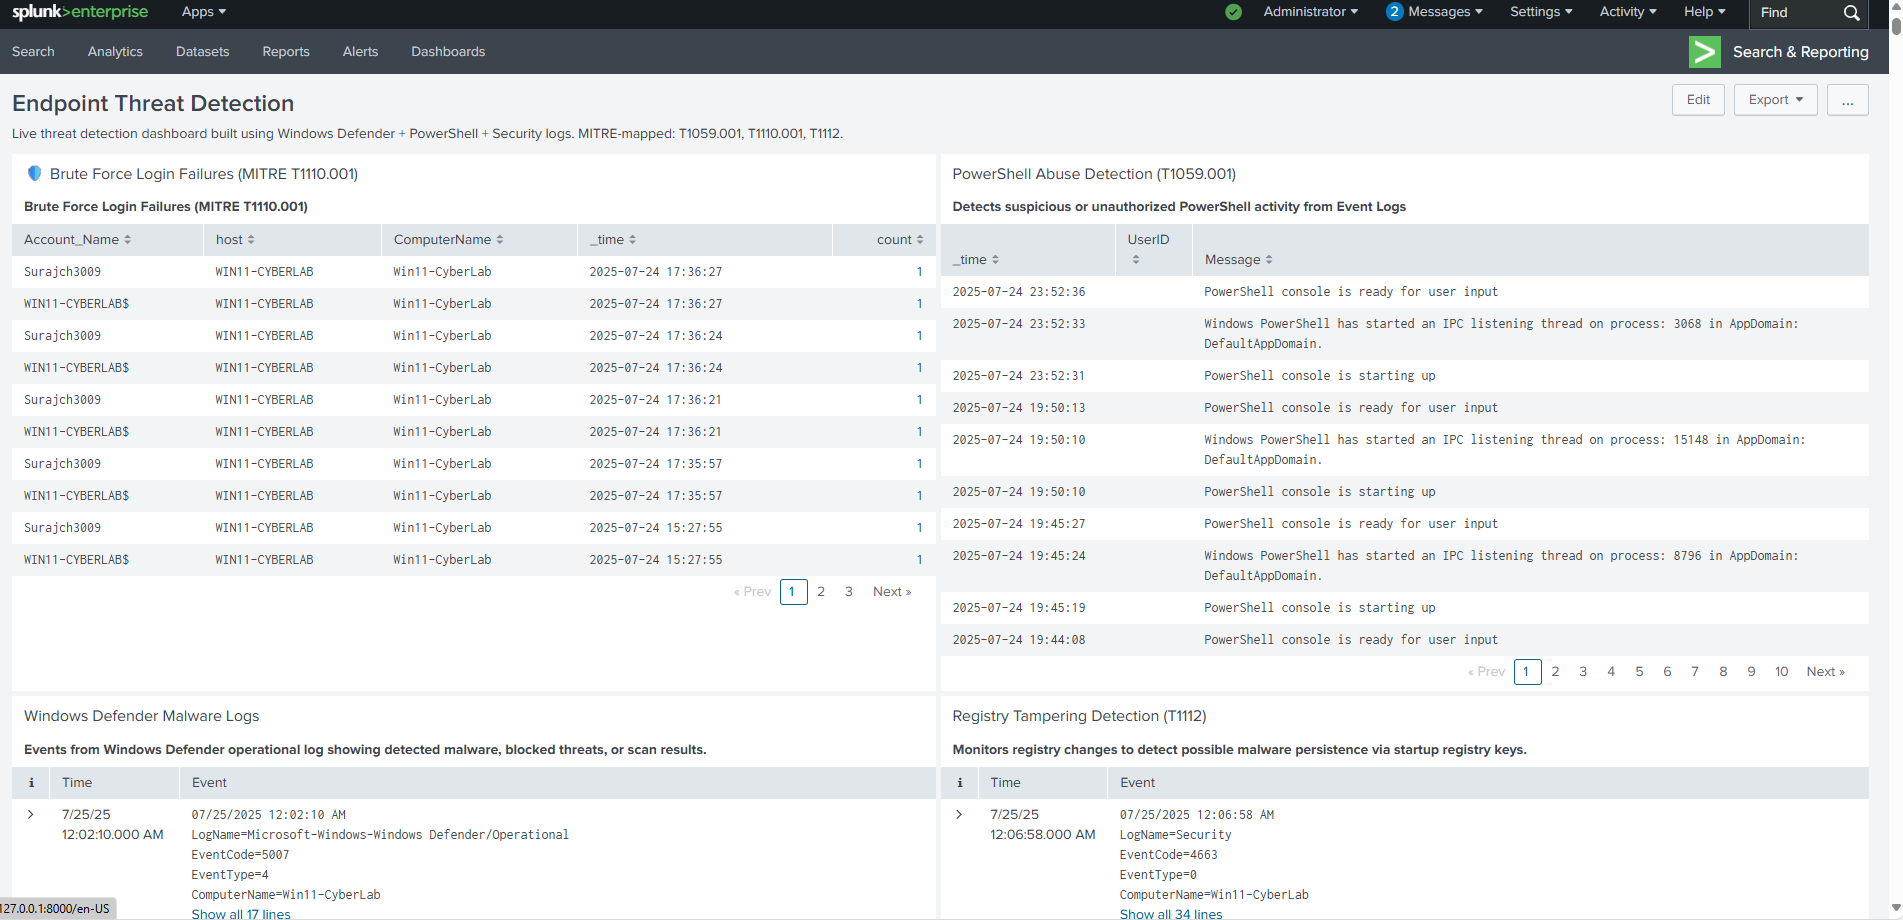 splunk>enterprise Apps Administrator 2 Messages Settings Activity Help Find
Search Analytics Datasets Reports Alerts Dashboards Search & Reporting
Endpoint Threat Detection
Edit Export ...
Live threat detection dashboard built using Windows Defender + PowerShell + Security logs. MITRE-mapped: T1059.001, T1110.001, T1112.
Brute Force Login Failures (MITRE T1110.001)
Brute Force Login Failures (MITRE T1110.001)
Account_Name host ComputerName _time count
Surajch3009 WIN11-CYBERLAB Win11-CyberLab 2025-07-24 17:36:27 1
WIN11-CYBERLAB$ WIN11-CYBERLAB Win11-CyberLab 2025-07-24 17:36:27 1
Surajch3009 WIN11-CYBERLAB Win11-CyberLab 2025-07-24 17:36:24 1
WIN11-CYBERLAB$ WIN11-CYBERLAB Win11-CyberLab 2025-07-24 17:36:24 1
Surajch3009 WIN11-CYBERLAB Win11-CyberLab 2025-07-24 17:36:21 1
WIN11-CYBERLAB$ WIN11-CYBERLAB Win11-CyberLab 2025-07-24 17:36:21 1
Surajch3009 WIN11-CYBERLAB Win11-CyberLab 2025-07-24 17:35:57 1
WIN11-CYBERLAB$ WIN11-CYBERLAB Win11-CyberLab 2025-07-24 17:35:57 1
Surajch3009 WIN11-CYBERLAB Win11-CyberLab 2025-07-24 15:27:55 1
WIN11-CYBERLAB$ WIN11-CYBERLAB Win11-CyberLab 2025-07-24 15:27:55 1
« Prev 1 2 3 Next »
PowerShell Abuse Detection (T1059.001)
Detects suspicious or unauthorized PowerShell activity from Event Logs
_time UserID Message
2025-07-24 23:52:36 PowerShell console is ready for user input
2025-07-24 23:52:33 Windows PowerShell has started an IPC listening thread on process: 3068 in AppDomain:
DefaultAppDomain.
2025-07-24 23:52:31 PowerShell console is starting up
2025-07-24 19:50:13 PowerShell console is ready for user input
2025-07-24 19:50:10 Windows PowerShell has started an IPC listening thread on process: 15148 in AppDomain:
DefaultAppDomain.
2025-07-24 19:50:10 PowerShell console is starting up
2025-07-24 19:45:27 PowerShell console is ready for user input
2025-07-24 19:45:24 Windows PowerShell has started an IPC listening thread on process: 8796 in AppDomain:
DefaultAppDomain.
2025-07-24 19:45:19 PowerShell console is starting up
2025-07-24 19:44:08 PowerShell console is ready for user input
« Prev 1 2 3 4 5 6 7 8 9 10 Next »
Windows Defender Malware Logs
Events from Windows Defender operational log showing detected malware, blocked threats, or scan results.
i Time Event
7/25/25 07/25/2025 12:02:10 AM
12:02:10.000 AM LogName=Microsoft-Windows-Windows Defender/Operational
EventCode=5007
EventType=4
ComputerName=Win11-CyberLab
Show all 17 lines
Registry Tampering Detection (T1112)
Monitors registry changes to detect possible malware persistence via startup registry keys.
i Time Event
7/25/25 07/25/2025 12:06:58 AM
12:06:58.000 AM LogName=Security
EventCode=4663
EventType=0
ComputerName=Win11-CyberLab
Show all 34 lines
127.0.0.1:8000/en-US